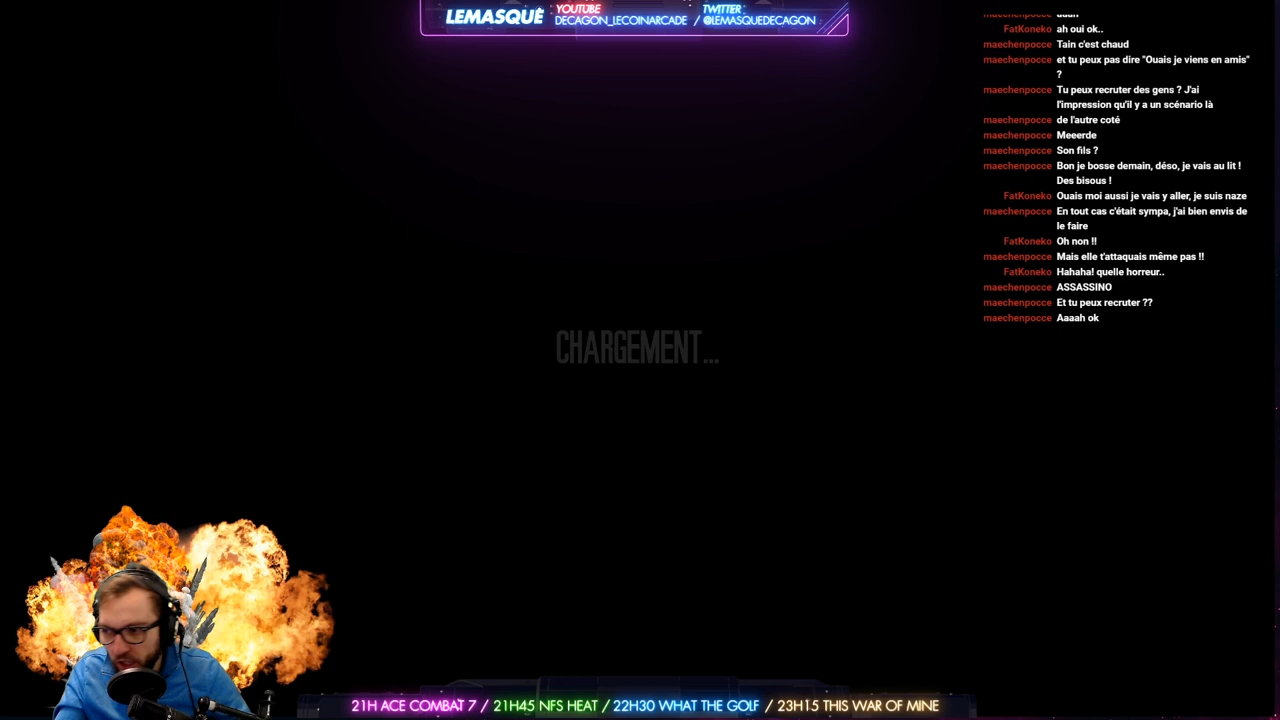 LEMASQUÉ
YOUTUBE
DECAGON_LECOINARCADE
TWITTER
/ @LEMASQUEDECAGON
FatKoneko ah oui ok..
maechenpocce Tain c'est chaud
maechenpocce et tu peux pas dire "Ouais je viens en amis"
?
maechenpocce Tu peux recruter des gens ? J'ai
l'impression qu'il y a un scénario là
maechenpocce de l'autre coté
maechenpocce Meeerde
maechenpocce Son fils ?
maechenpocce Bon je bosse demain, déso, je vais au lit !
Des bisous !
FatKoneko Ouais moi aussi je vais y aller, je suis naze
maechenpocce En tout cas c'était sympa, j'ai bien envis de
le faire
FatKoneko Oh non !!
maechenpocce Mais elle t'attaquais même pas !!
FatKoneko Hahaha! quelle horreur..
maechenpocce ASSASSINO
maechenpocce Et tu peux recruter ??
maechenpocce Aaaah ok
CHARGEMENT...
21H ACE COMBAT 7 / 21H45 NFS HEAT / 22H30 WHAT THE GOLF / 23H15 THIS WAR OF MINE